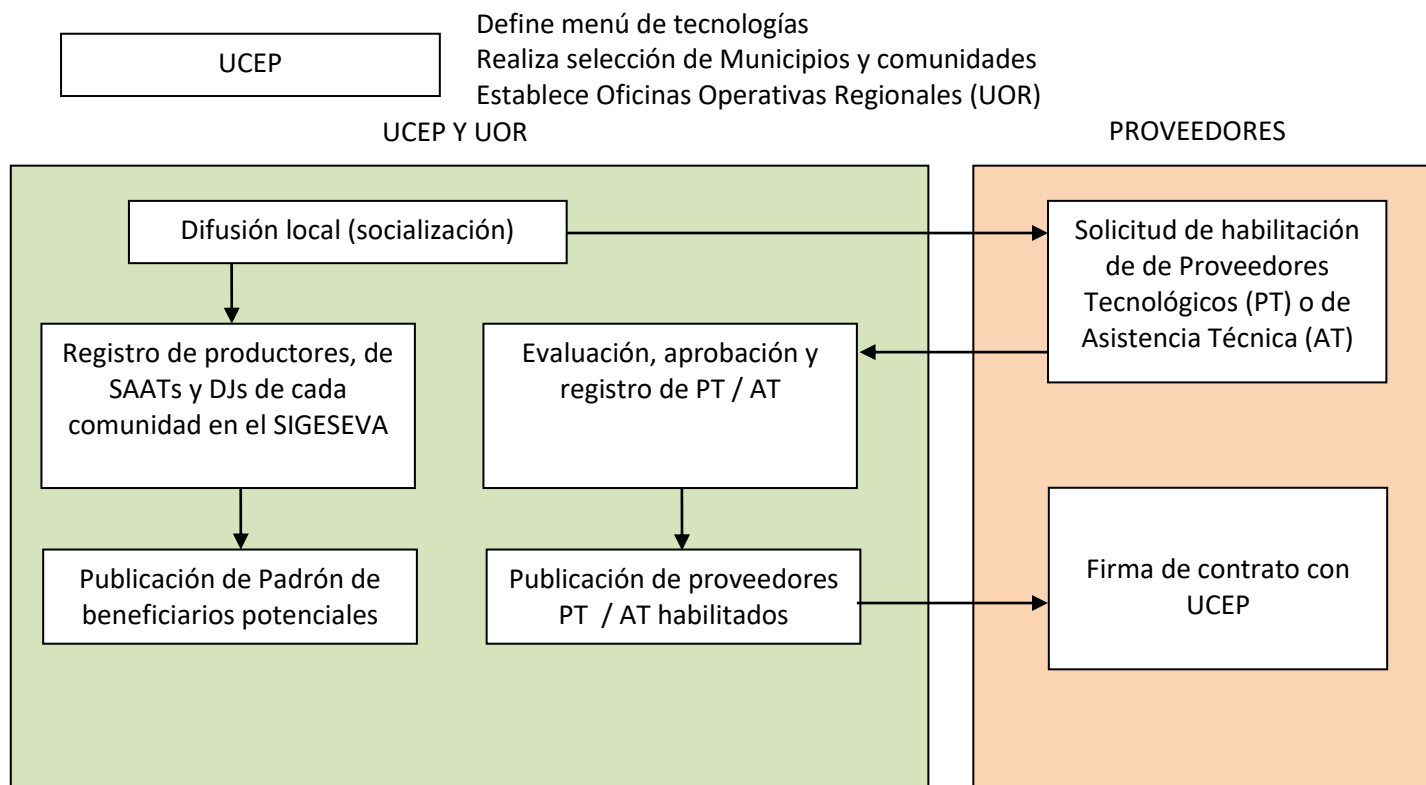 UCEP
Define menú de tecnologías
Realiza selección de Municipios y comunidades
Establece Oficinas Operativas Regionales (UOR)
UCEP Y UOR
PROVEEDORES
Difusión local (socialización)
Solicitud de habilitación
de de Proveedores
Tecnológicos (PT) o de
Asistencia Técnica (AT)
Registro de productores, de
SAATs y DJs de cada
comunidad en el SIGESEVA
Evaluación, aprobación y
registro de PT / AT
Publicación de Padrón de
beneficiarios potenciales
Publicación de proveedores
PT / AT habilitados
Firma de contrato con
UCEP